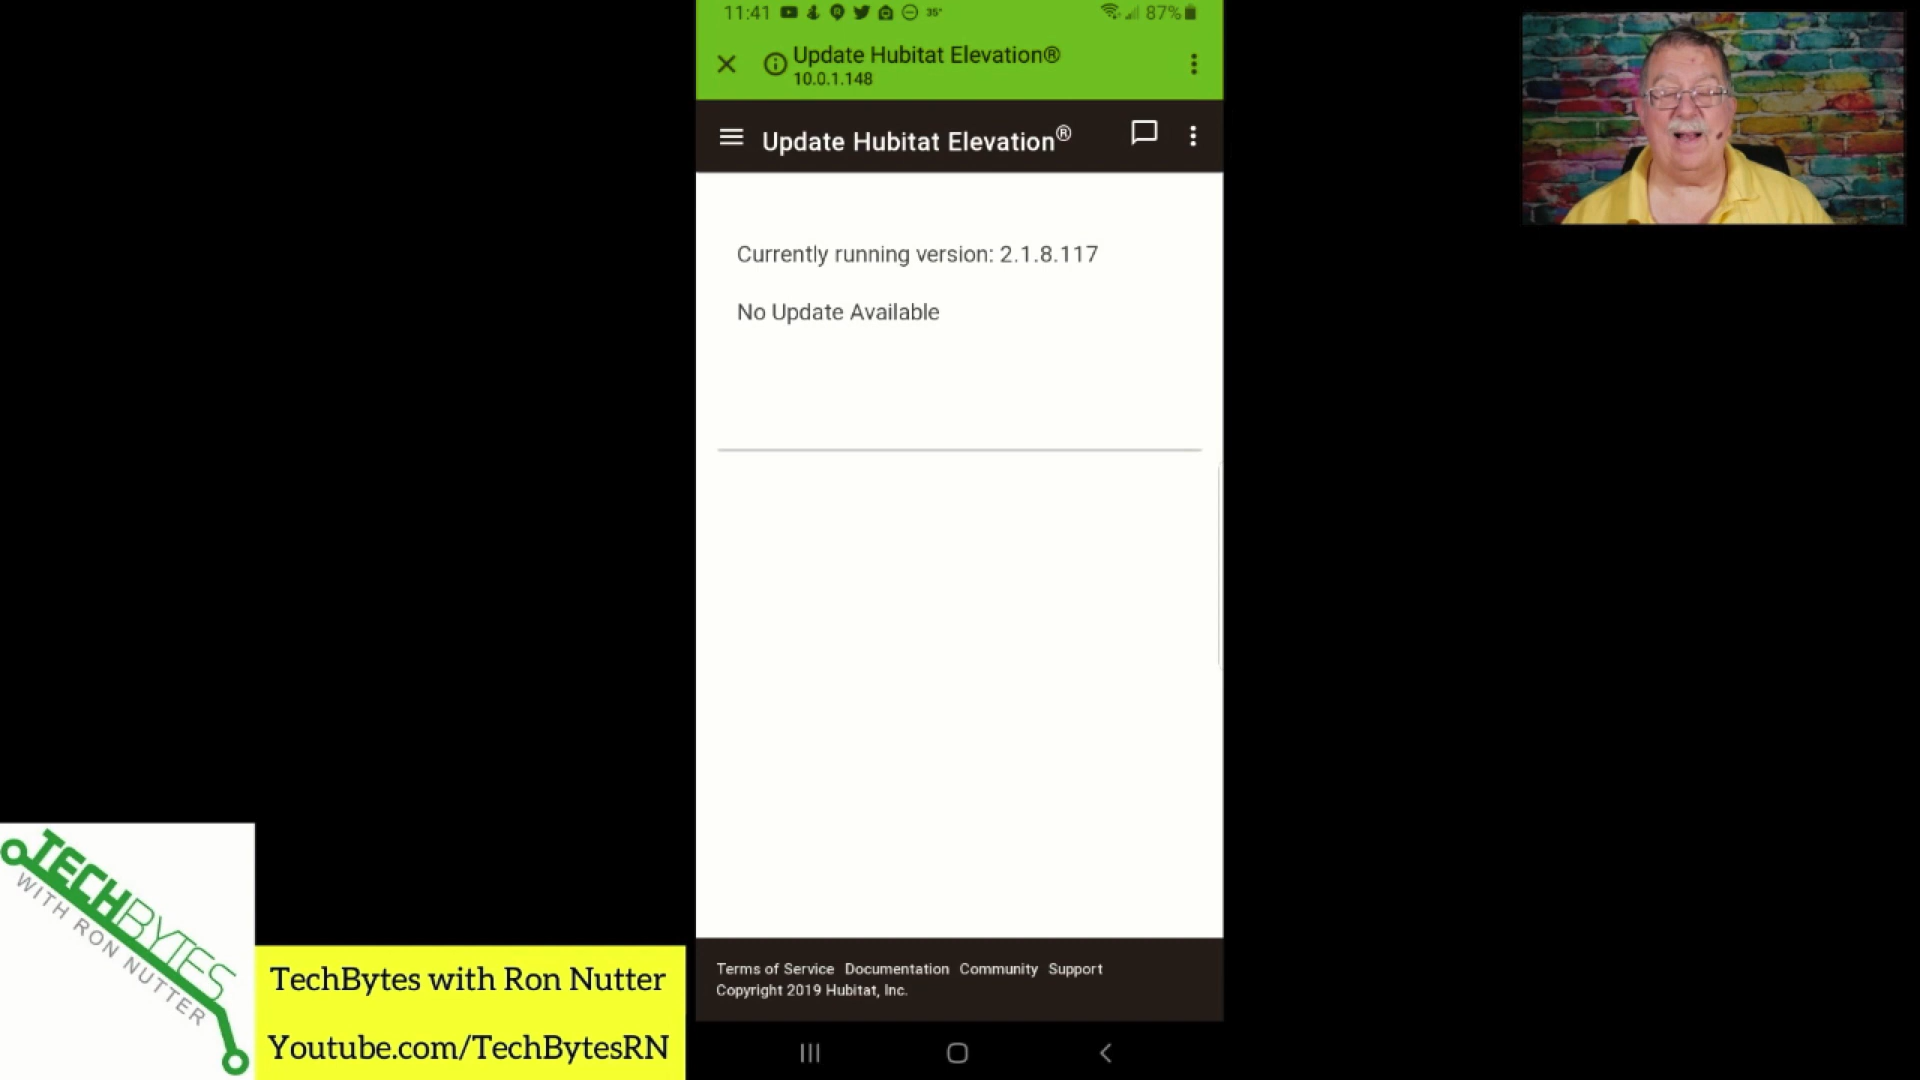 11:41
35°
87%
Update Hubitat Elevation®
10.0.1.148
Update Hubitat Elevation®
Currently running version: 2.1.8.117
No Update Available
Terms of Service Documentation Community Support
Copyright 2019 Hubitat, Inc.
TECHBYTES
WITH RON NUTTER
TechBytes with Ron Nutter
Youtube.com/TechBytesRN